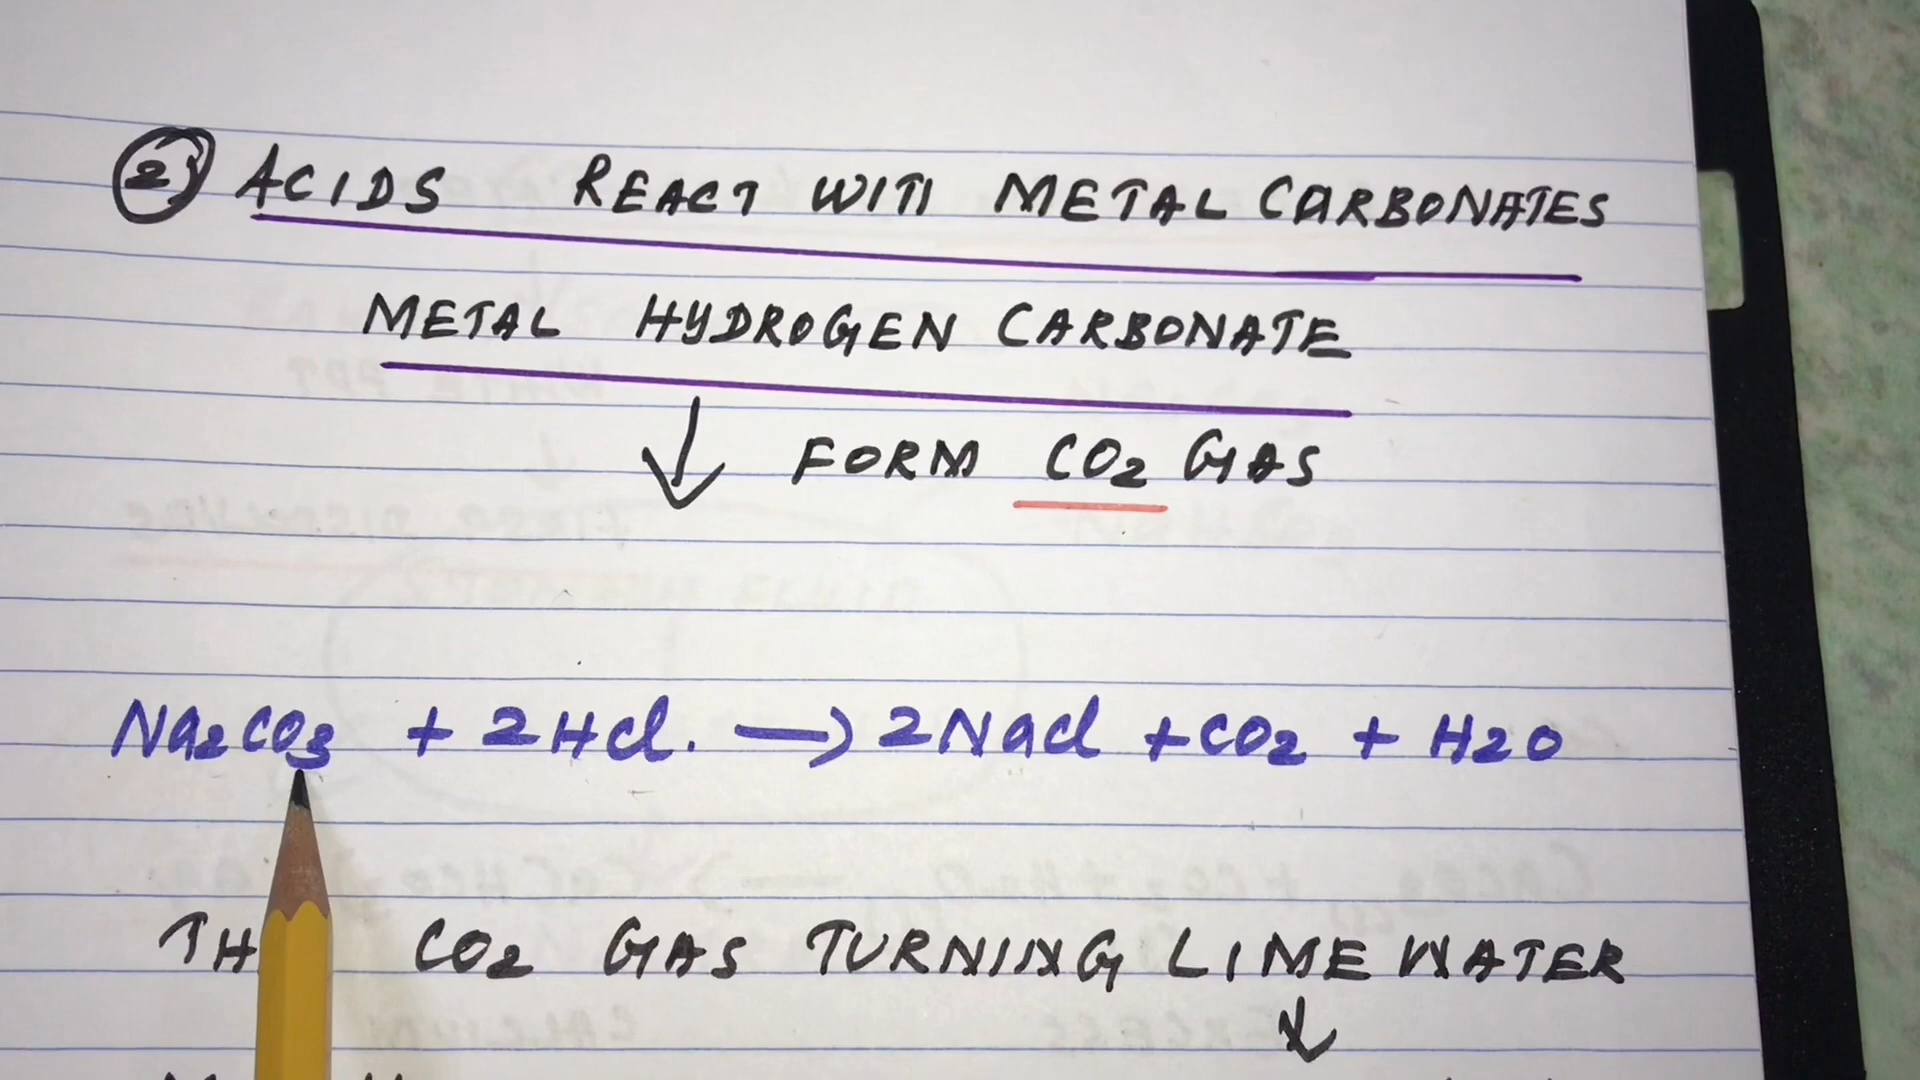 2) ACIDS REACT WITH METAL CARBONATES
METAL HYDROGEN CARBONATE
↓ FORM CO2 GAS
Na2CO3 + 2HCl. → 2NaCl + CO2 + H2O
CO2 GAS TURNING LIME WATER